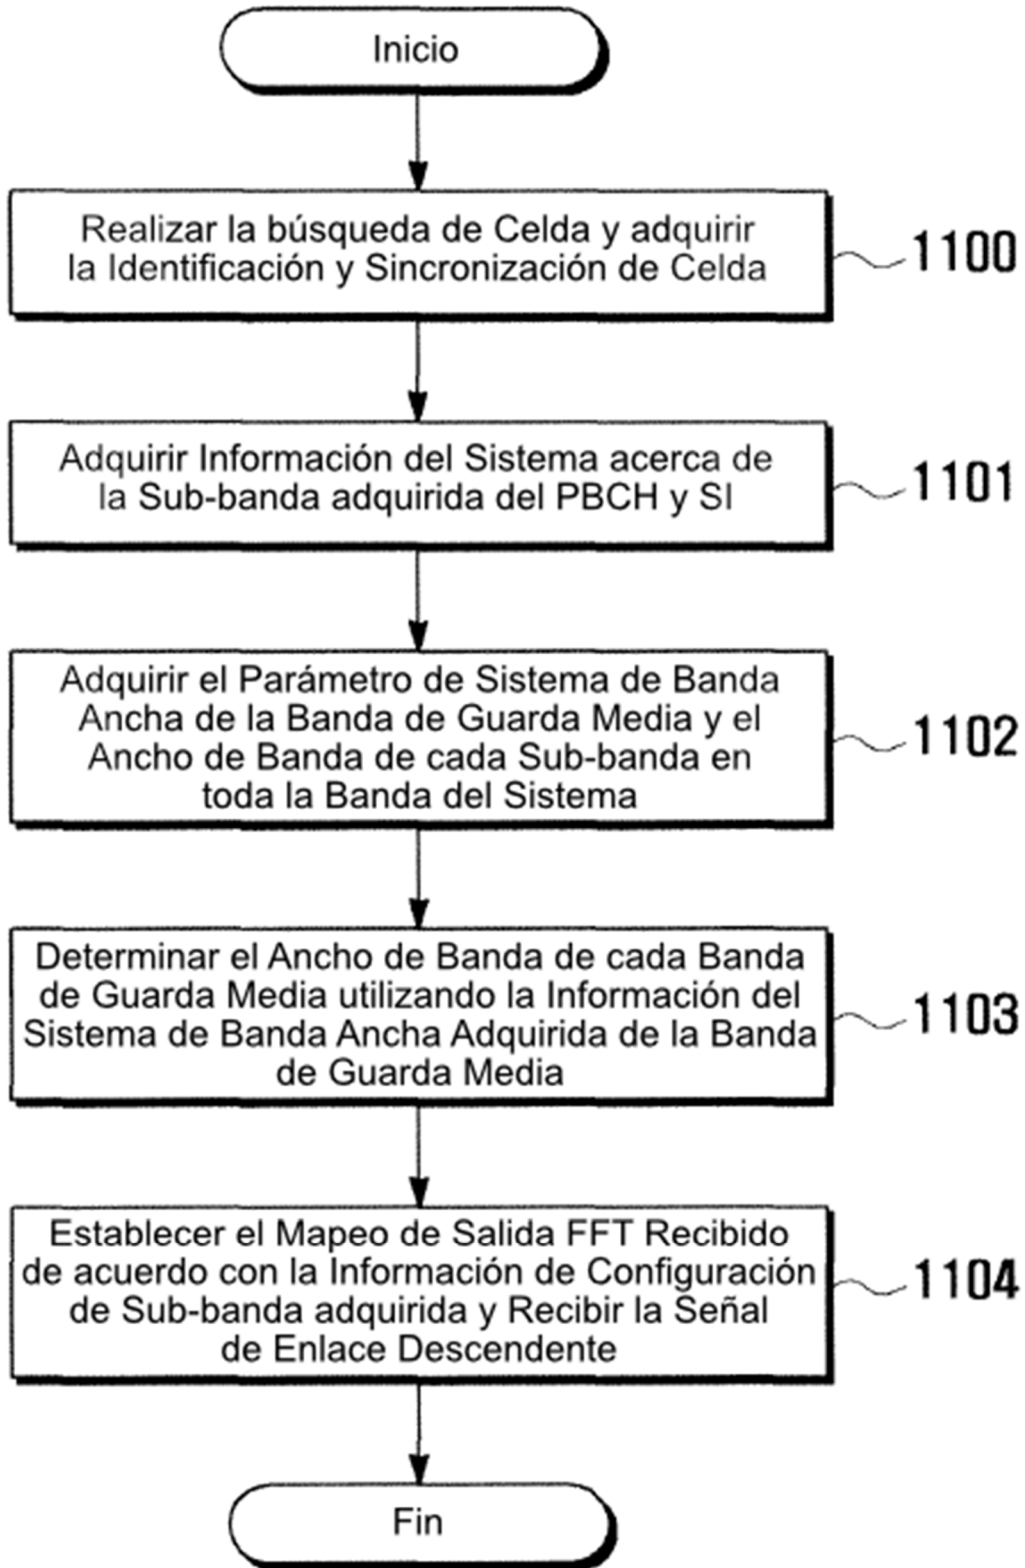 Inicio
Realizar la búsqueda de Celda y adquirir
la Identificación y Sincronización de Celda
1100
Adquirir Información del Sistema acerca de
la Sub-banda adquirida del PBCH y SI
1101
Adquirir el Parámetro de Sistema de Banda
Ancha de la Banda de Guarda Media y el
Ancho de Banda de cada Sub-banda en
toda la Banda del Sistema
1102
Determinar el Ancho de Banda de cada Banda
de Guarda Media utilizando la Información del
Sistema de Banda Ancha Adquirida de la Banda
de Guarda Media
1103
Establecer el Mapeo de Salida FFT Recibido
de acuerdo con la Información de Configuración
de Sub-banda adquirida y Recibir la Señal
de Enlace Descendente
1104
Fin